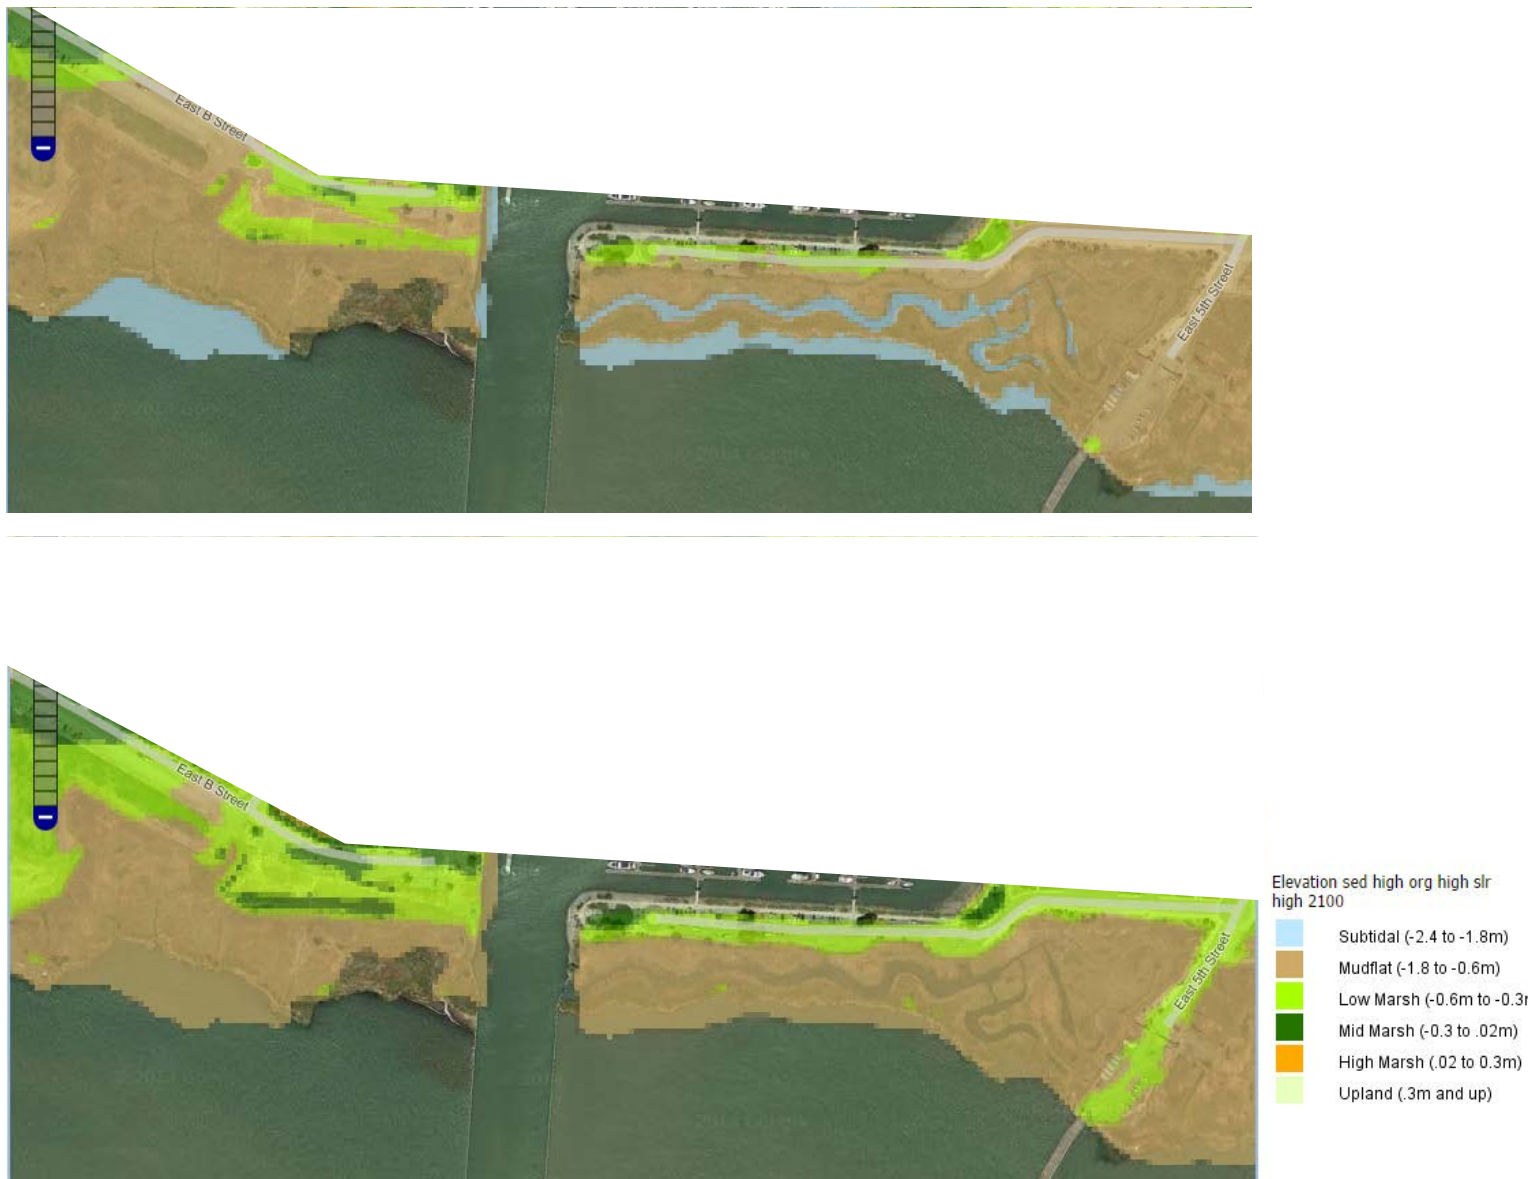 East B Street
East 5th Street
East B Street
East 5th Street
Elevation sed high org high slr
high 2100
Subtidal (-2.4 to -1.8m)
Mudflat (-1.8 to -0.6m)
Low Marsh (-0.6m to -0.3
Mid Marsh (-0.3 to .02m)
High Marsh (.02 to 0.3m)
Upland (.3m and up)